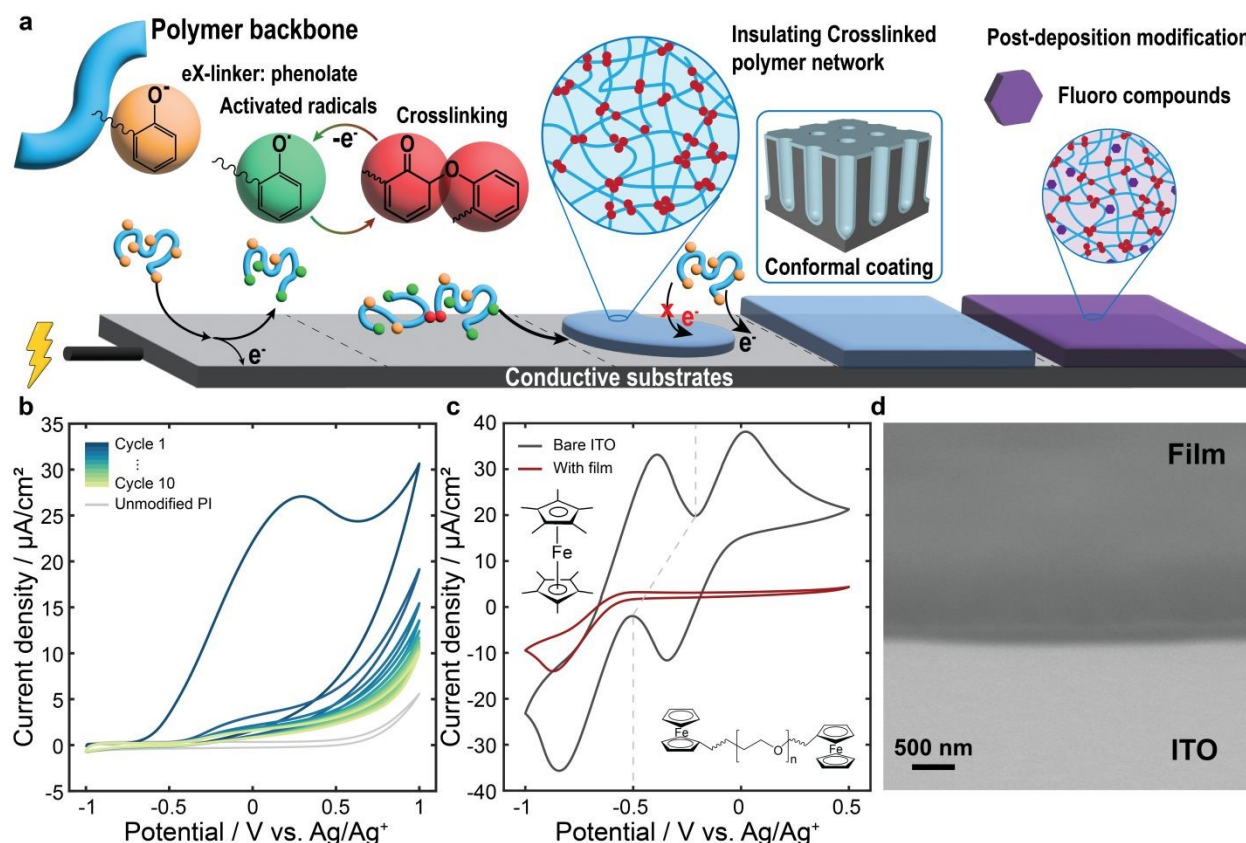 a
Polymer backbone
eX-linker: phenolate
O⁻
Activated radicals
O·
-e⁻
Crosslinking
O
O
Insulating Crosslinked
polymer network
Conformal coating
Post-deposition modification
Fluoro compounds
e⁻
x e⁻
e⁻
Conductive substrates
b
35
30
25
20
15
10
5
0
-5
Current density / µA/cm²
Cycle 1
⋮
Cycle 10
Unmodified PI
-1
-0.5
0
0.5
1
Potential / V vs. Ag/Ag⁺
c
40
30
20
10
0
-10
-20
-30
-40
Current density / µA/cm²
Bare ITO
With film
Fe
Fe
O
n
Fe
-1
-0.5
0
0.5
Potential / V vs. Ag/Ag⁺
d
Film
500 nm
ITO